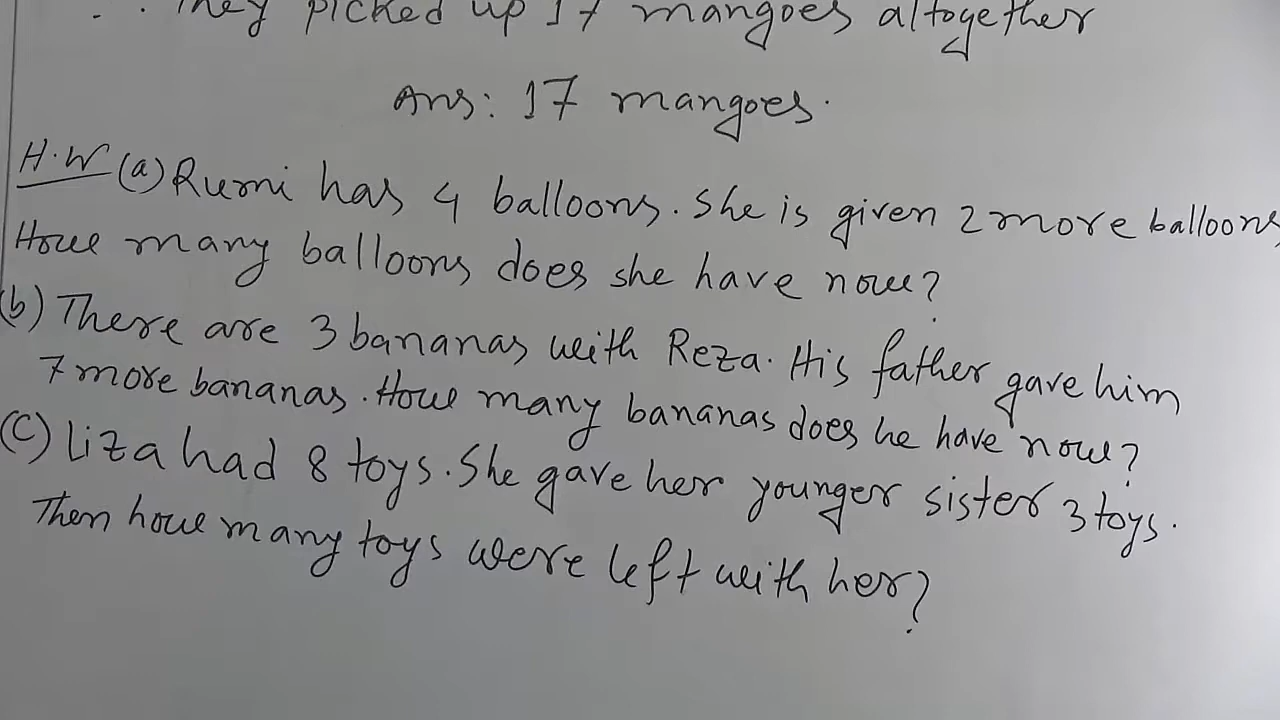 ∴ They picked up 17 mangoes altogether
Ans: 17 mangoes.
H.W (a) Rumi has 4 balloons. She is given 2 more balloons,
How many balloons does she have now?
(b) There are 3 bananas with Reza. His father gave him
7 more bananas. How many bananas does he have now?
(C) Liza had 8 toys. She gave her younger sister 3 toys.
Then how many toys were left with her?